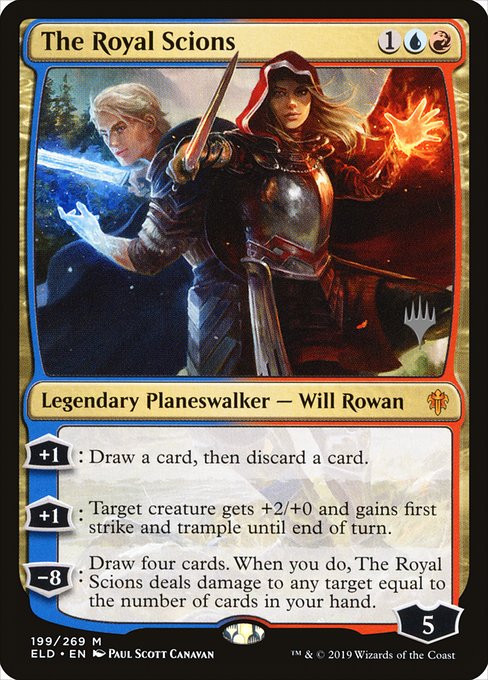 The Royal Scions 1
Legendary Planeswalker — Will Rowan
+1 : Draw a card, then discard a card.
+1 : Target creature gets +2/+0 and gains first
strike and trample until end of turn.
-8 : Draw four cards. When you do, The Royal
Scions deals damage to any target equal to
the number of cards in your hand.
5
199/269 M
ELD • EN Paul Scott Canavan
™ & © 2019 Wizards of the Coast